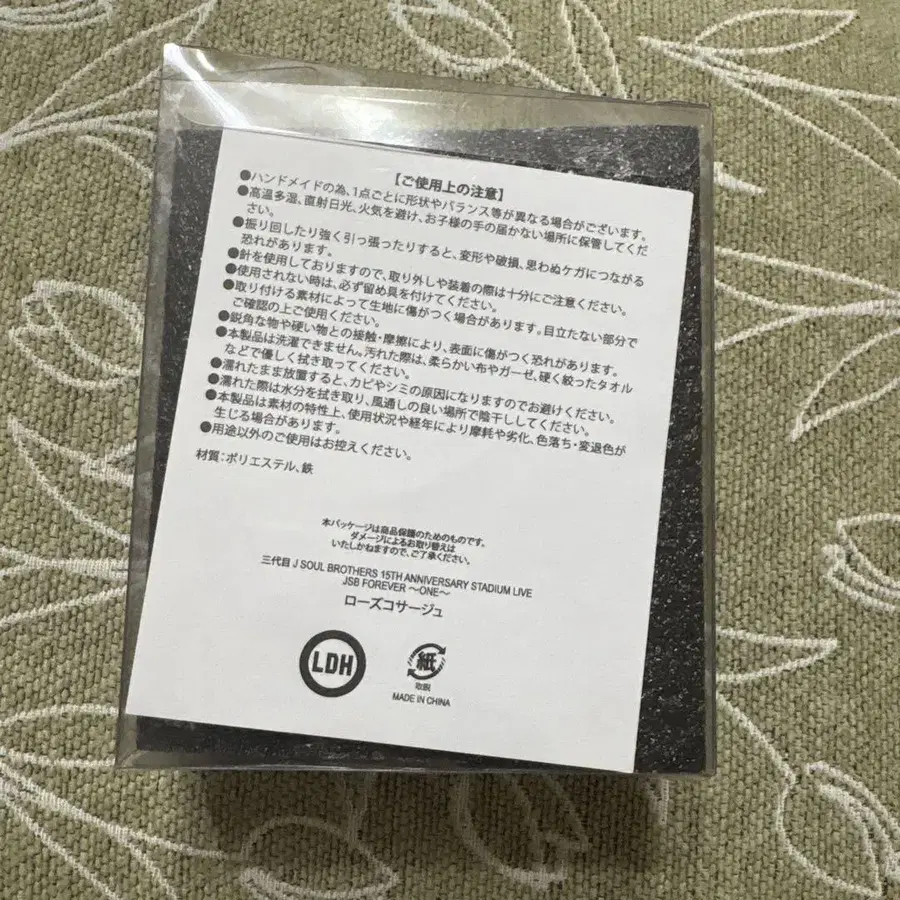 【ご使用上の注意】
●ハンドメイドの為、1点ごとに形状やバランス等が異なる場合がございます。
●高温多湿、直射日光、火気を避け、お子様の手の届かない場所に保管してくだ
さい。
●振り回したり強く引っ張ったりすると、変形や破損、思わぬケガにつながる
恐れがあります。
●針を使用しておりますので、取り外しや装着の際は十分にご注意ください。
●使用されない時は、必ず留め具を付けてください。
●取り付ける素材によって生地に傷がつく場合があります。目立たない部分で
ご確認の上ご使用ください。
●鋭角な物や硬い物との接触・摩擦により、表面に傷がつく恐れがあります。
●本製品は洗濯できません。汚れた際は、柔らかい布やガーゼ、硬く絞ったタオル
などで優しく拭き取ってください。
●濡れたまま放置すると、カビやシミの原因になりますのでお避けください。
●濡れた際は水分を拭き取り、風通しの良い場所で陰干ししてください。
●本製品は素材の特性上、使用状況や経年により摩耗や劣化、色落ち・変退色が
生じる場合があります。
●用途以外のご使用はお控えください。
材質：ポリエステル、鉄
本パッケージは商品保護のためのものです。
ダメージによるお取り替えは
いたしかねますので、ご了承ください。
三代目 J SOUL BROTHERS 15TH ANNIVERSARY STADIUM LIVE
JSB FOREVER ～ONE～
ローズコサージュ
LDH
紙
取説
MADE IN CHINA